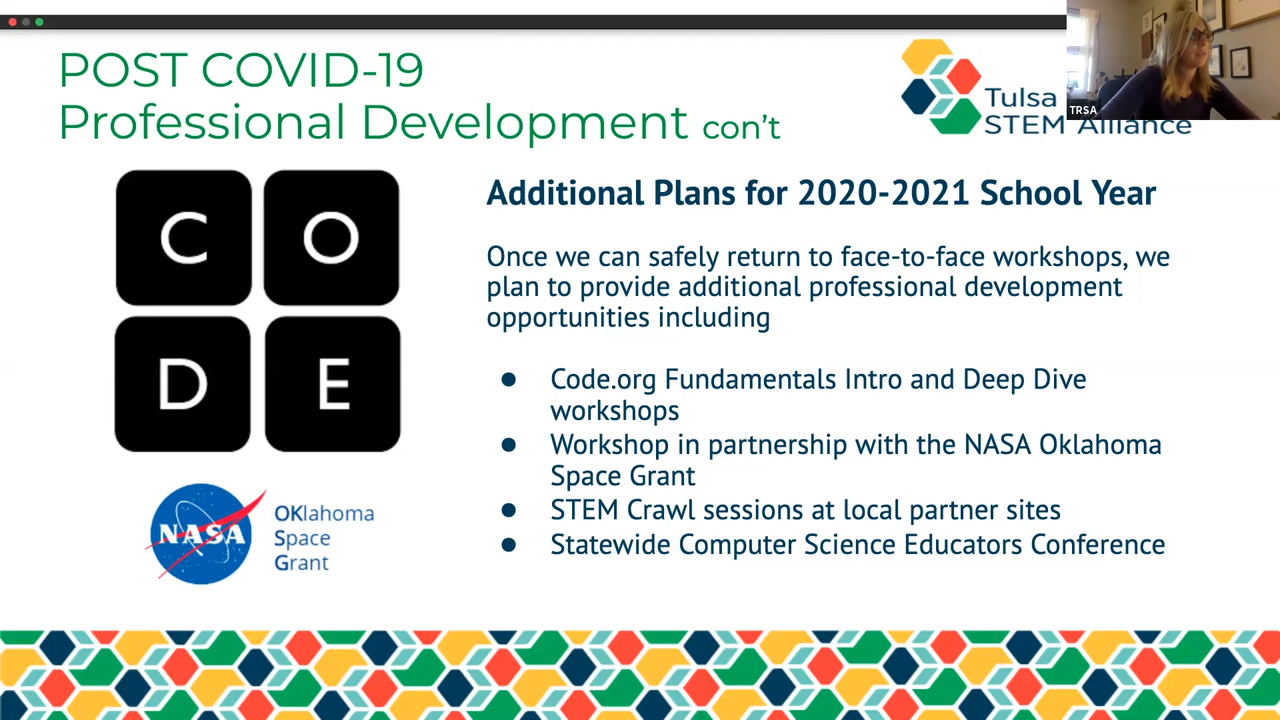 POST COVID-19
Professional Development con't
Tulsa
STEM Alliance
TRSA
C O
D E
Additional Plans for 2020-2021 School Year
Once we can safely return to face-to-face workshops, we
plan to provide additional professional development
opportunities including
● Code.org Fundamentals Intro and Deep Dive
workshops
● Workshop in partnership with the NASA Oklahoma
Space Grant
● STEM Crawl sessions at local partner sites
● Statewide Computer Science Educators Conference
NASA
OKlahoma
Space
Grant